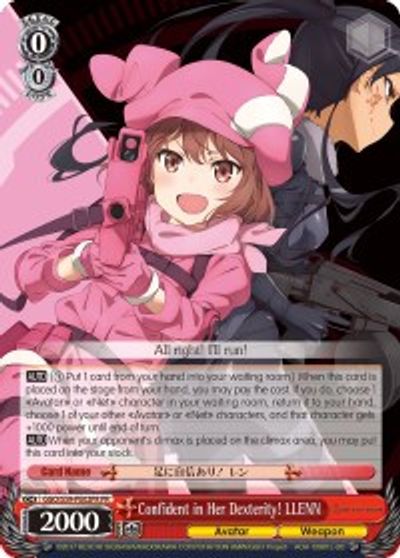 0
0
All right! I'll run!
AUTO [(1) Put 1 card from your hand into your waiting room] When this card is
placed on the stage from your hand, you may pay the cost. If you do, choose 1
«Avatar» or «Net» character in your waiting room, return it to your
hand, choose 1 of your other «Avatar» or «Net» characters, and that character gets
+1000 power until end of turn.
AUTO When your opponent's climax is placed on the climax area, you may put
this card into your stock.
Card Name
足に自信あり！ レン
Confident in Her Dexterity! LLENN
2000
Avatar
Weapon